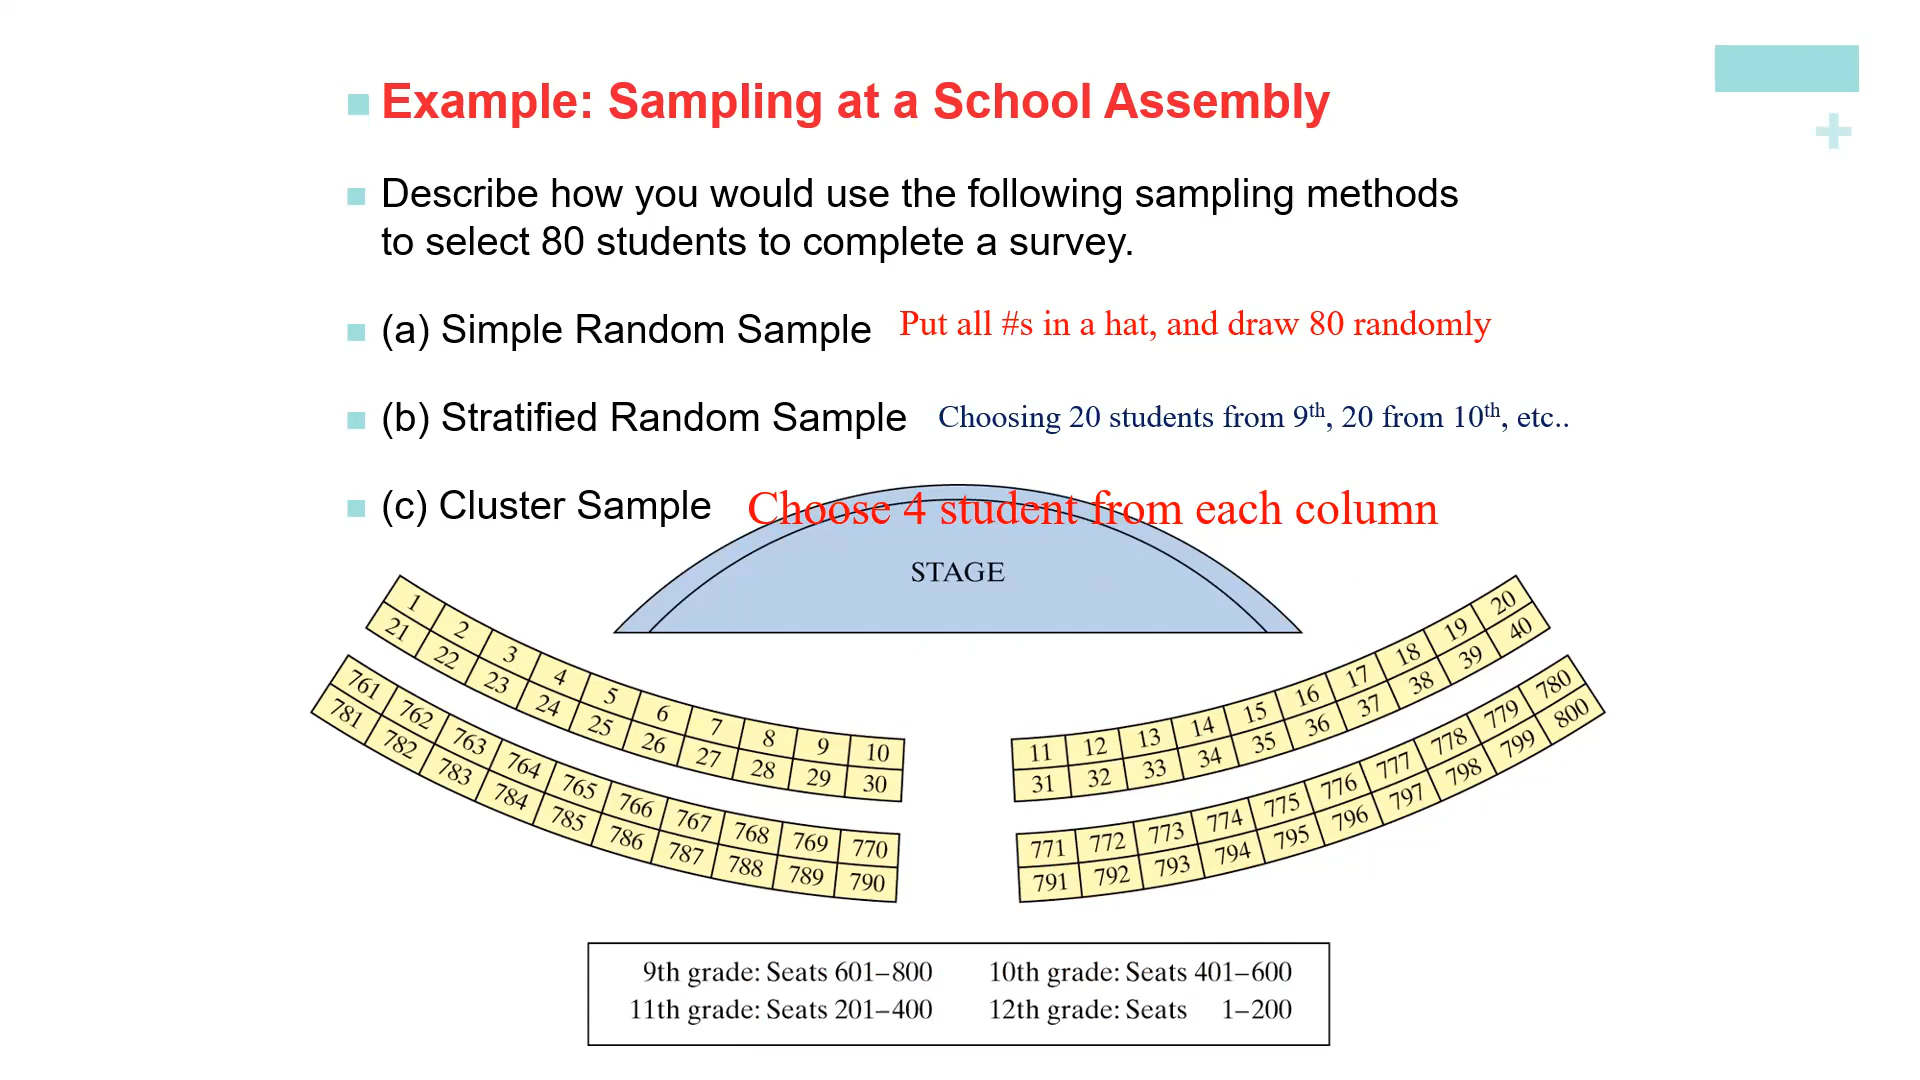 Example: Sampling at a School Assembly
Describe how you would use the following sampling methods
to select 80 students to complete a survey.
(a) Simple Random Sample Put all #s in a hat, and draw 80 randomly
(b) Stratified Random Sample Choosing 20 students from 9th, 20 from 10th, etc..
(c) Cluster Sample Choose 4 student from each column
STAGE
1 2 3 4 5 6 7 8 9 10 11 12 13 14 15 16 17 18 19 20
21 22 23 24 25 26 27 28 29 30 31 32 33 34 35 36 37 38 39 40
761 762 763 764 765 766 767 768 769 770 771 772 773 774 775 776 777 778 779 780
781 782 783 784 785 786 787 788 789 790 791 792 793 794 795 796 797 798 799 800
9th grade: Seats 601–800 10th grade: Seats 401–600
11th grade: Seats 201–400 12th grade: Seats 1–200